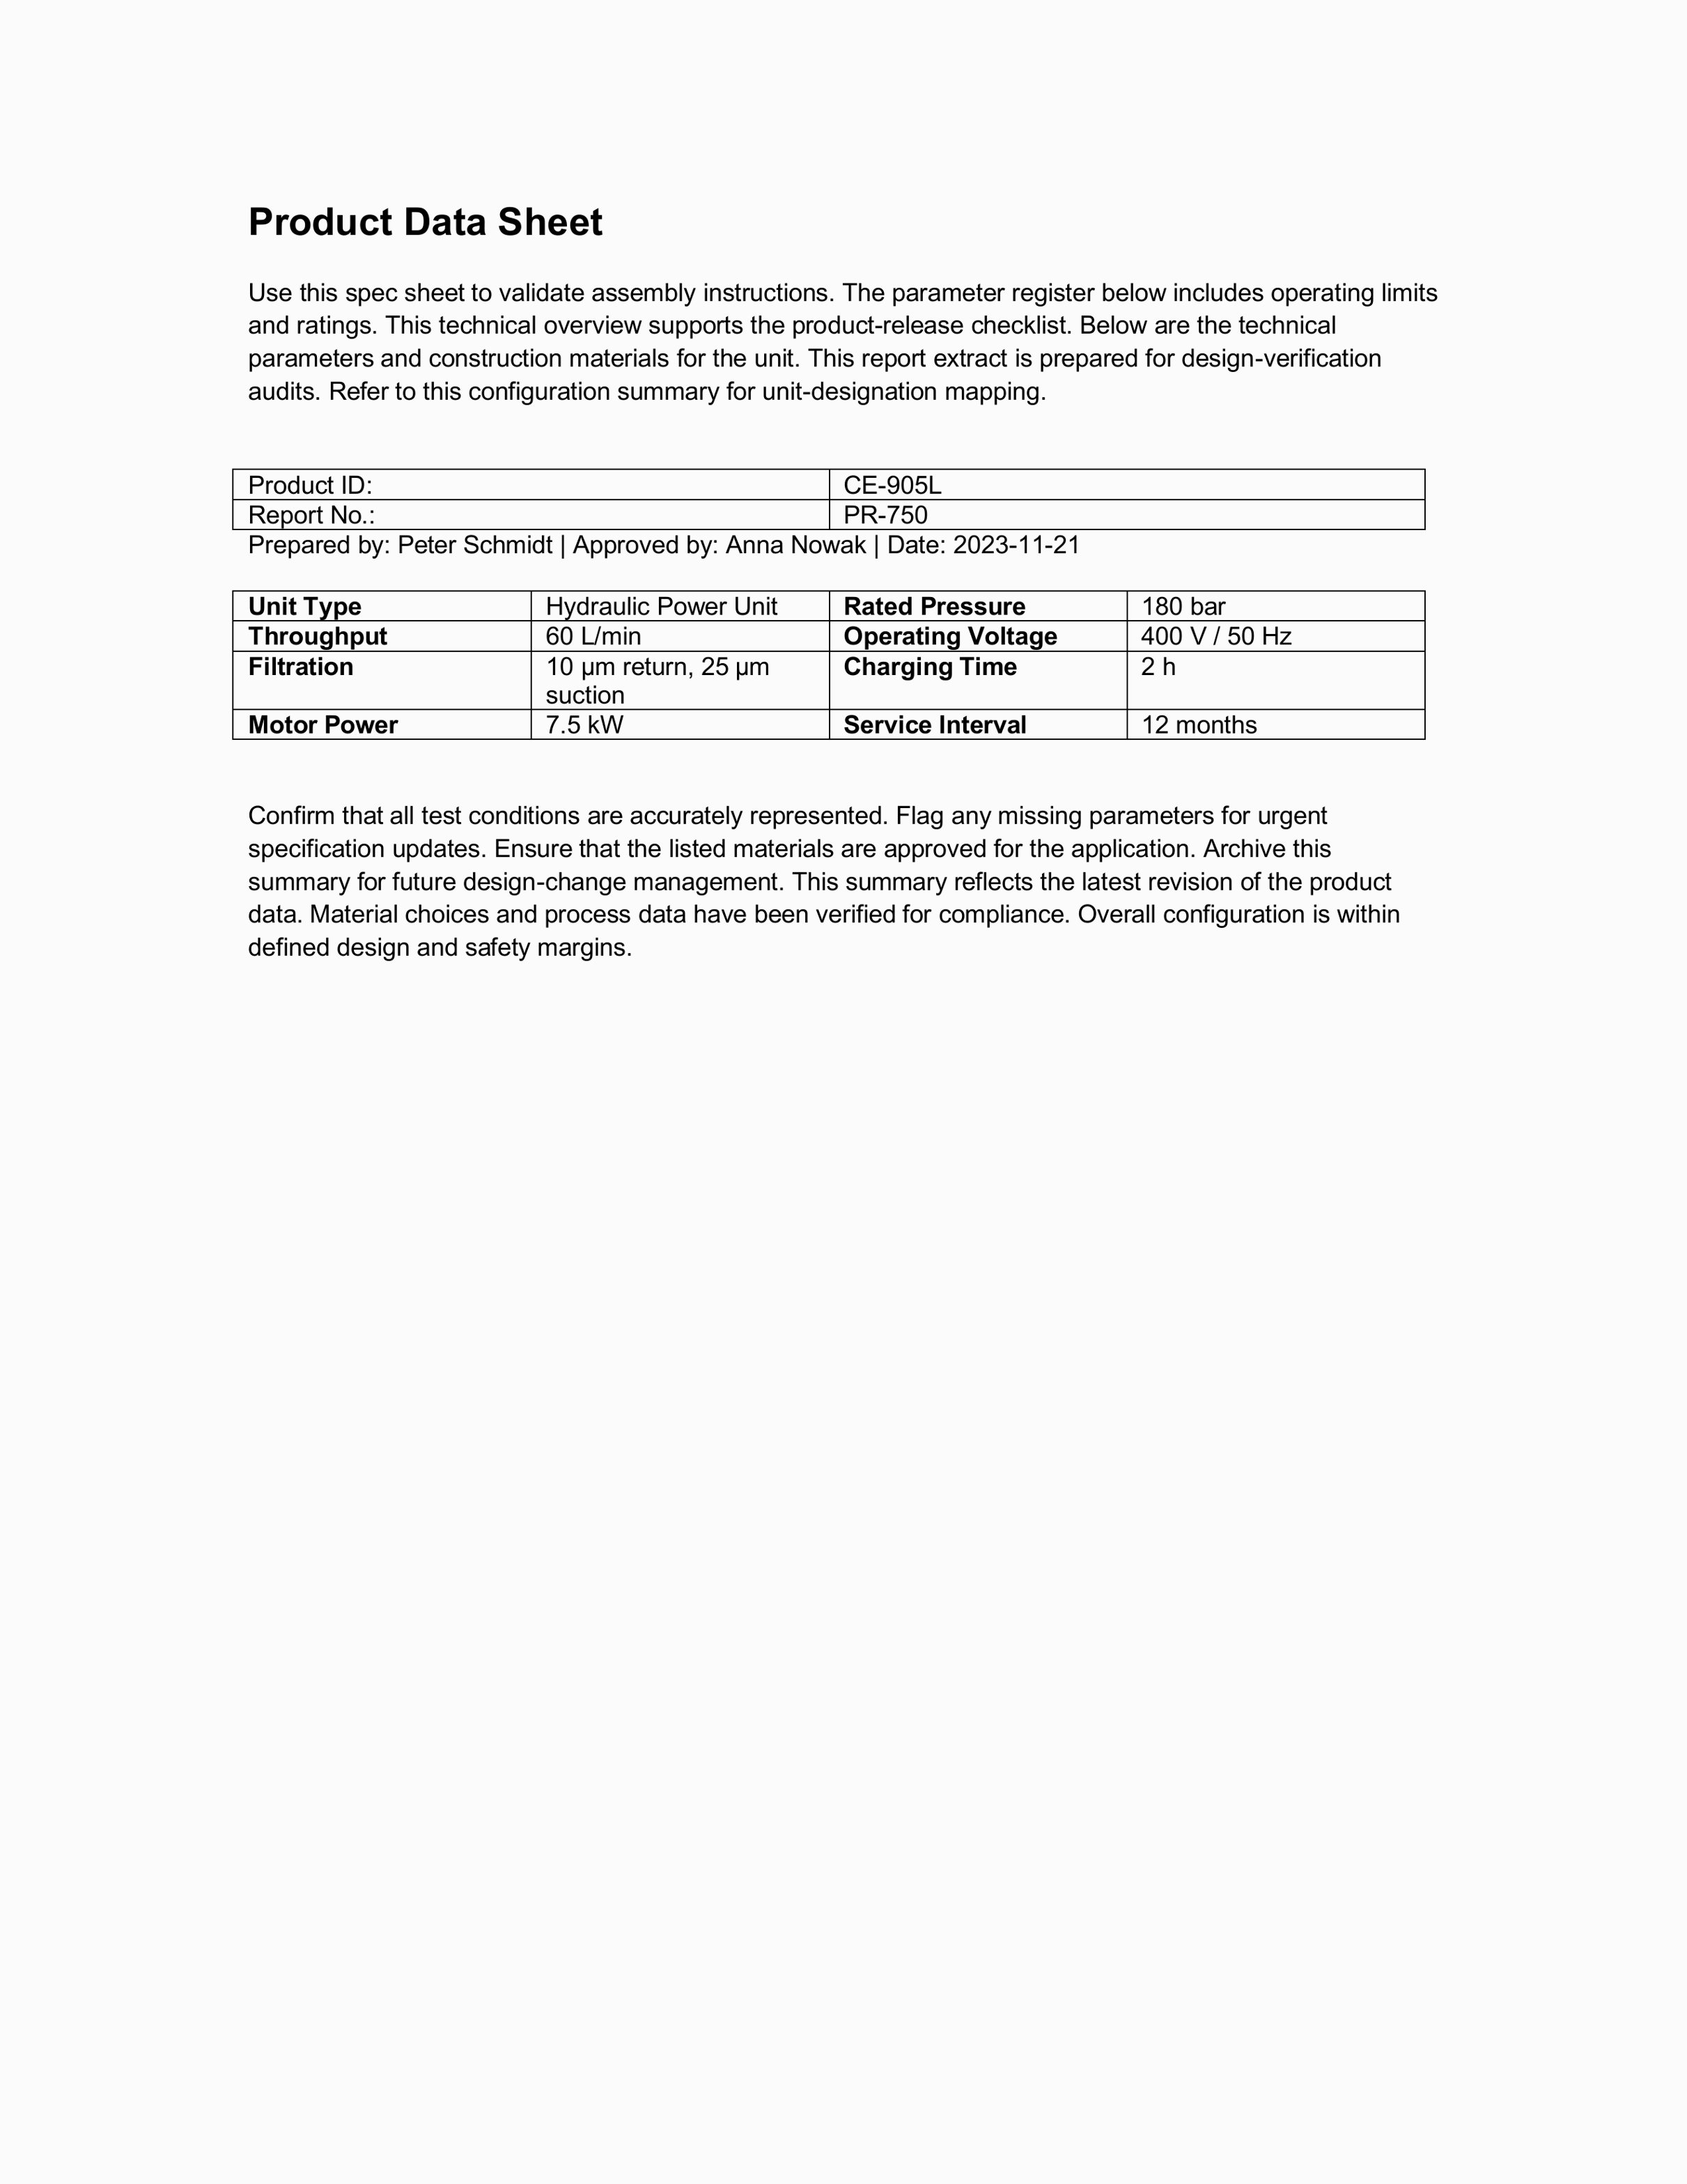 Product Data Sheet
Use this spec sheet to validate assembly instructions. The parameter register below includes operating limits
and ratings. This technical overview supports the product-release checklist. Below are the technical
parameters and construction materials for the unit. This report extract is prepared for design-verification
audits. Refer to this configuration summary for unit-designation mapping.
Product ID: CE-905L
Report No.: PR-750
Prepared by: Peter Schmidt | Approved by: Anna Nowak | Date: 2023-11-21
Unit Type Hydraulic Power Unit Rated Pressure 180 bar
Throughput 60 L/min Operating Voltage 400 V / 50 Hz
Filtration 10 µm return, 25 µm Charging Time 2 h
suction
Motor Power 7.5 kW Service Interval 12 months
Confirm that all test conditions are accurately represented. Flag any missing parameters for urgent
specification updates. Ensure that the listed materials are approved for the application. Archive this
summary for future design-change management. This summary reflects the latest revision of the product
data. Material choices and process data have been verified for compliance. Overall configuration is within
defined design and safety margins.